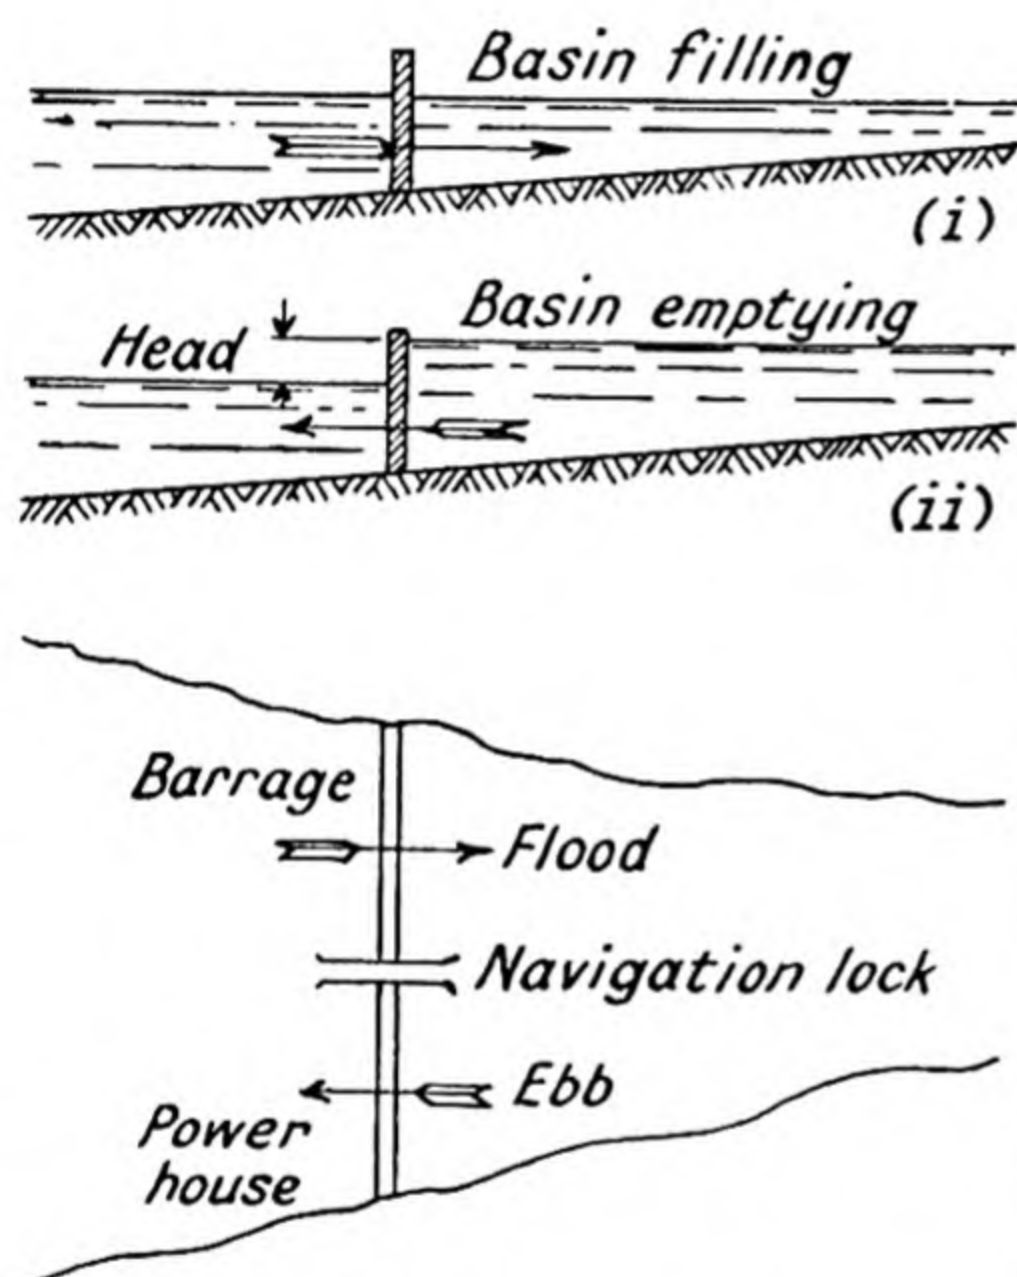 Basin filling
(i)
Basin emptying
Head
(ii)
Barrage
Flood
Navigation lock
Ebb
Power
house